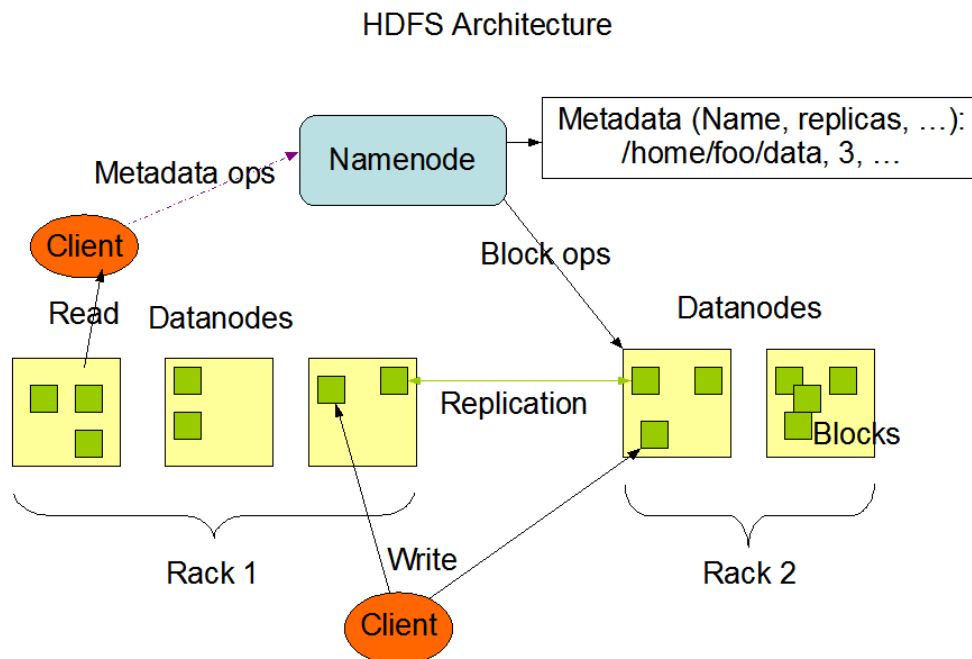 HDFS Architecture
Metadata (Name, replicas, …):
/home/foo/data, 3, …
Namenode
Metadata ops
Client
Block ops
Read
Datanodes
Datanodes
Replication
Blocks
Rack 1
Write
Rack 2
Client